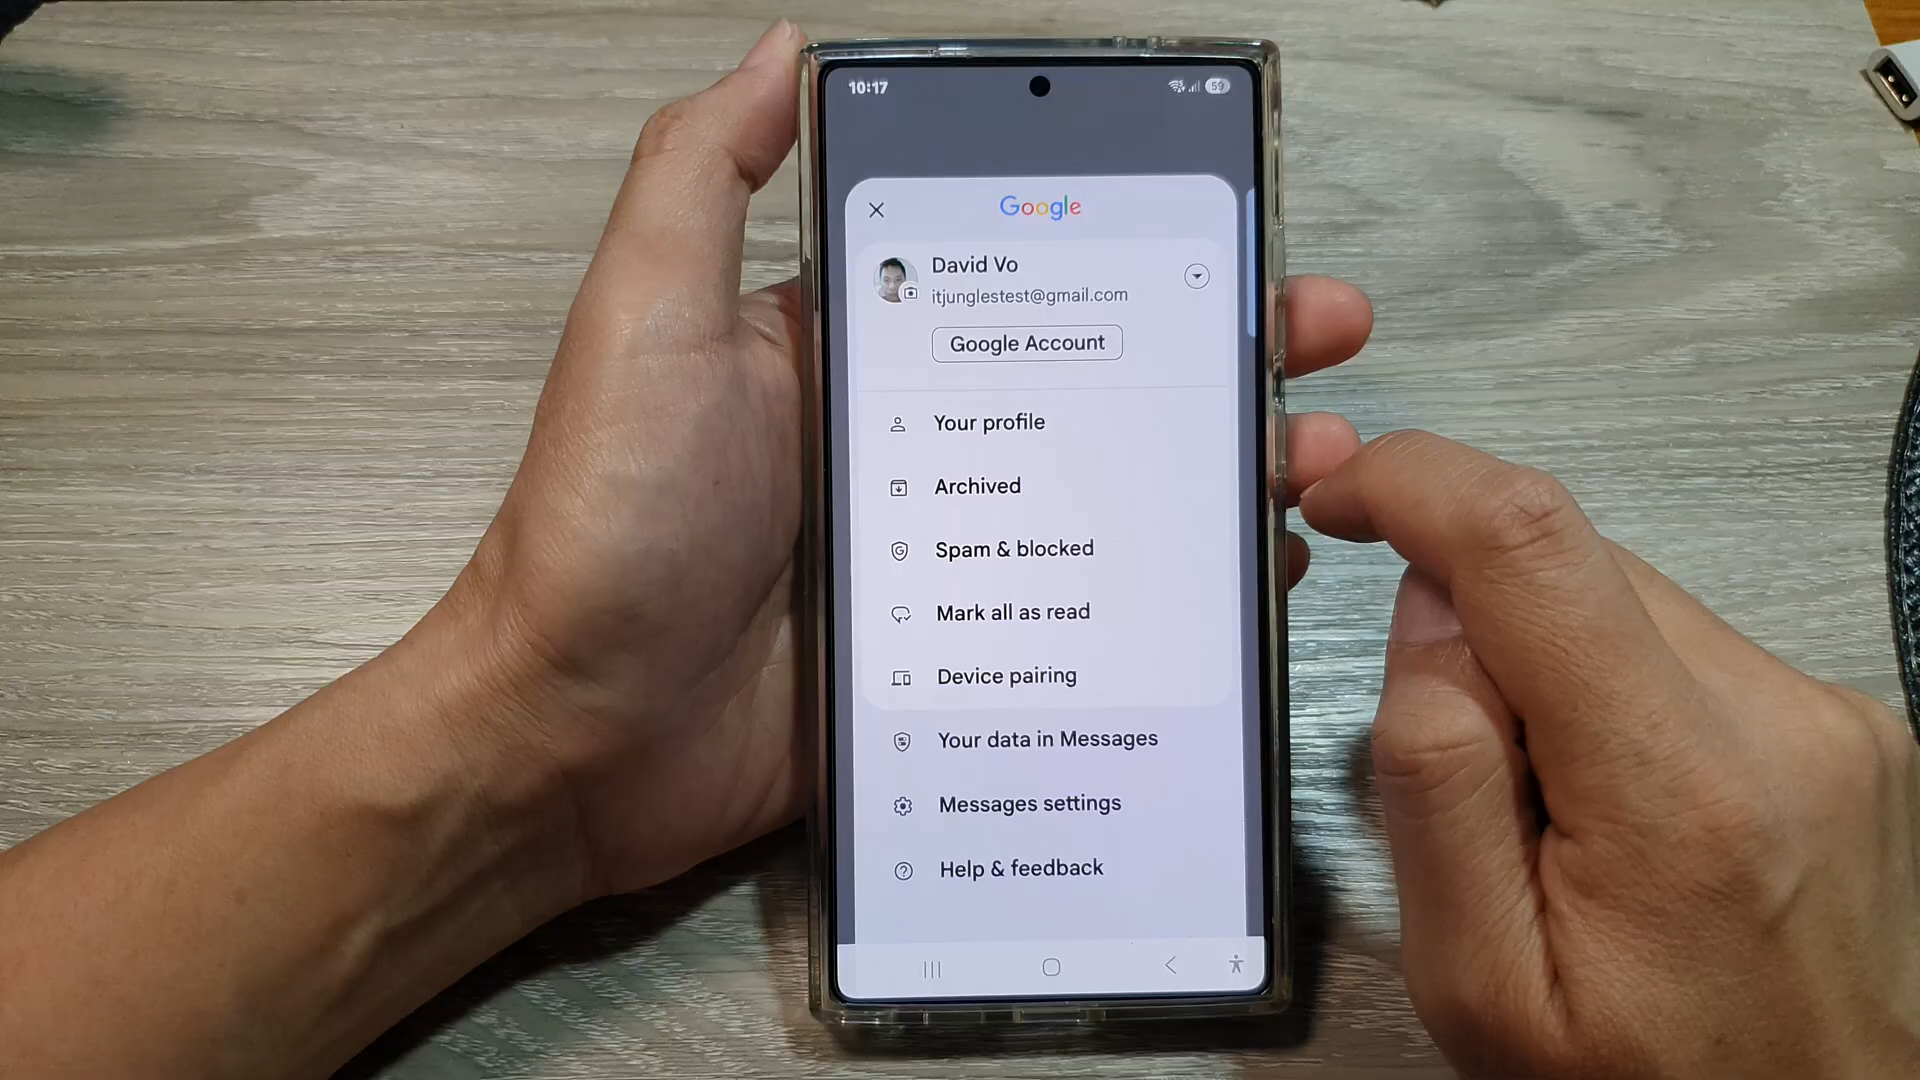 10:17
59
Google
David Vo
itjunglestest@gmail.com
Google Account
Your profile
Archived
Spam & blocked
Mark all as read
Device pairing
Your data in Messages
Messages settings
Help & feedback